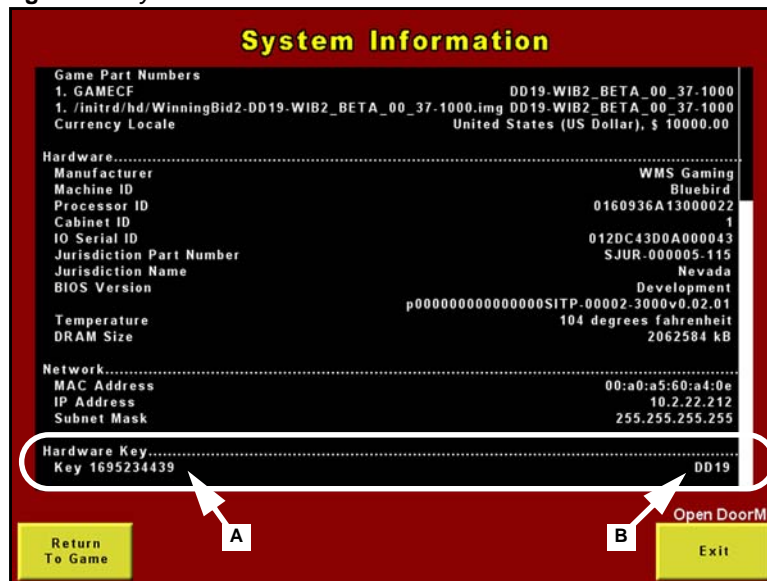 System Information
Game Part Numbers
1. GAMECF DD19-WIB2_BETA_00_37-1000
1. /initrd/hd/WinningBid2-DD19-WIB2_BETA_00_37-1000.img DD19-WIB2_BETA_00_37-1000
Currency Locale United States (US Dollar), $ 10000.00
Hardware
Manufacturer WMS Gaming
Machine ID Bluebird
Processor ID 0160936A13000022
Cabinet ID 1
IO Serial ID 012DC43D0A000043
Jurisdiction Part Number SJUR-000005-115
Jurisdiction Name Nevada
BIOS Version Development
p000000000000000SITP-00002-3000v0.02.01
Temperature 104 degrees fahrenheit
DRAM Size 2062584 kB
Network
MAC Address 00:a0:a5:60:a4:0e
IP Address 10.2.22.212
Subnet Mask 255.255.255.255
Hardware Key
Key 1695234439 DD19
A B
Open DoorM
Return
To Game
Exit